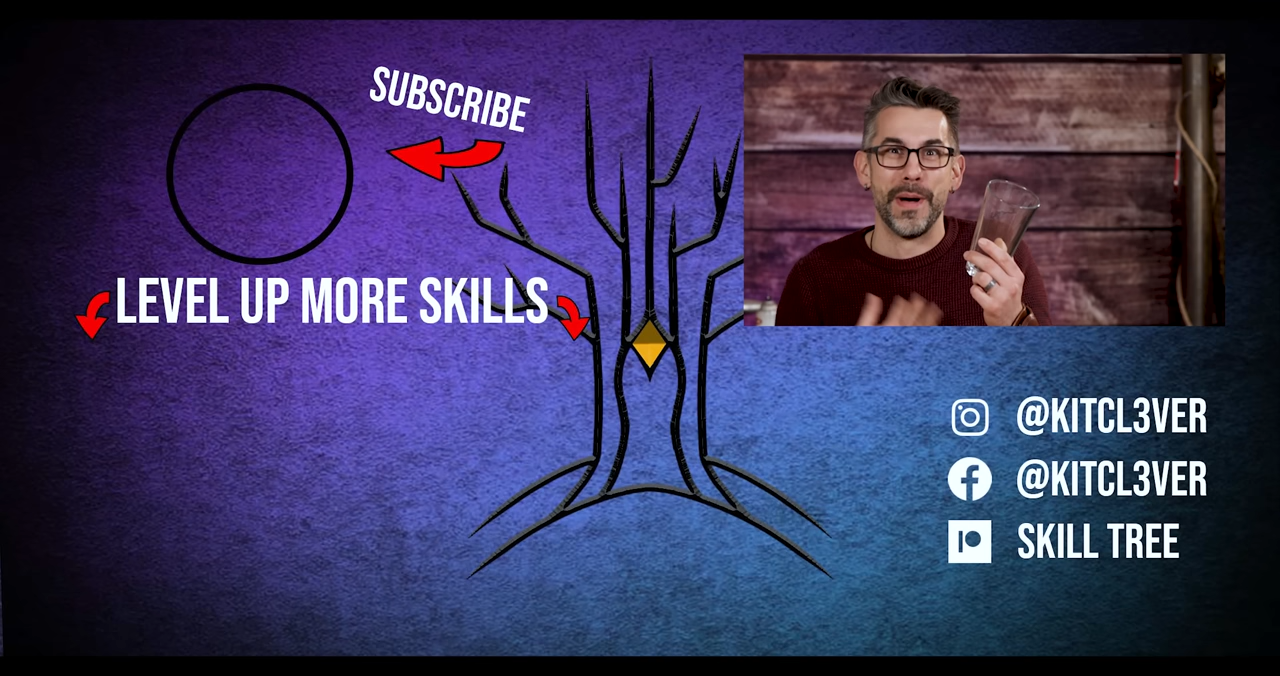 SUBSCRIBE
LEVEL UP MORE SKILLS
@KITCL3VER
@KITCL3VER
SKILL TREE